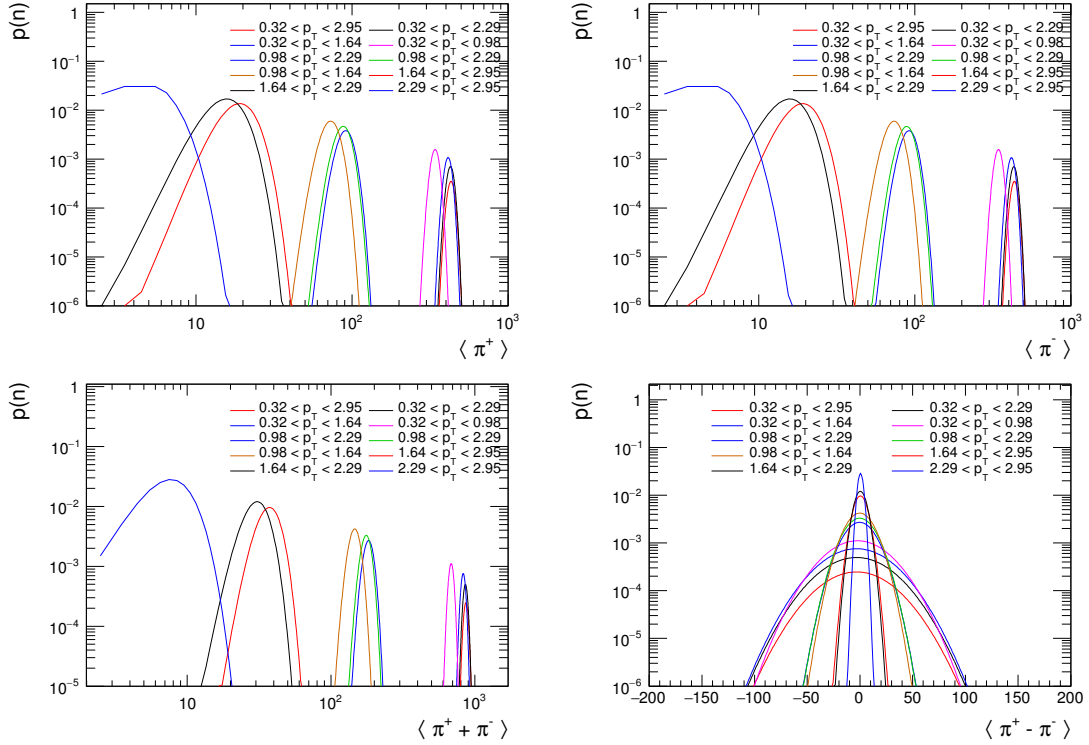 p(n)
1
10⁻¹
10⁻²
10⁻³
10⁻⁴
10⁻⁵
10⁻⁶
0.32 < p_T < 2.95 0.32 < p_T < 2.29
0.32 < p_T < 1.64 0.32 < p_T < 0.98
0.98 < p_T < 2.29 0.98 < p_T < 2.29
0.98 < p_T < 1.64 1.64 < p_T < 2.95
1.64 < p_T < 2.29 2.29 < p_T < 2.95
10 10² 10³
⟨ π⁺ ⟩
p(n)
1
10⁻¹
10⁻²
10⁻³
10⁻⁴
10⁻⁵
10⁻⁶
0.32 < p_T < 2.95 0.32 < p_T < 2.29
0.32 < p_T < 1.64 0.32 < p_T < 0.98
0.98 < p_T < 2.29 0.98 < p_T < 2.29
0.98 < p_T < 1.64 1.64 < p_T < 2.95
1.64 < p_T < 2.29 2.29 < p_T < 2.95
10 10² 10³
⟨ π⁻ ⟩
p(n)
1
10⁻¹
10⁻²
10⁻³
10⁻⁴
10⁻⁵
0.32 < p_T < 2.95 0.32 < p_T < 2.29
0.32 < p_T < 1.64 0.32 < p_T < 0.98
0.98 < p_T < 2.29 0.98 < p_T < 2.29
0.98 < p_T < 1.64 1.64 < p_T < 2.95
1.64 < p_T < 2.29 2.29 < p_T < 2.95
10 10² 10³
⟨ π⁺ + π⁻ ⟩
p(n)
1
10⁻¹
10⁻²
10⁻³
10⁻⁴
10⁻⁵
10⁻⁶
0.32 < p_T < 2.95 0.32 < p_T < 2.29
0.32 < p_T < 1.64 0.32 < p_T < 0.98
0.98 < p_T < 2.29 0.98 < p_T < 2.29
0.98 < p_T < 1.64 1.64 < p_T < 2.95
1.64 < p_T < 2.29 2.29 < p_T < 2.95
−200 −150 −100 −50 0 50 100 150 200
⟨ π⁺ - π⁻ ⟩